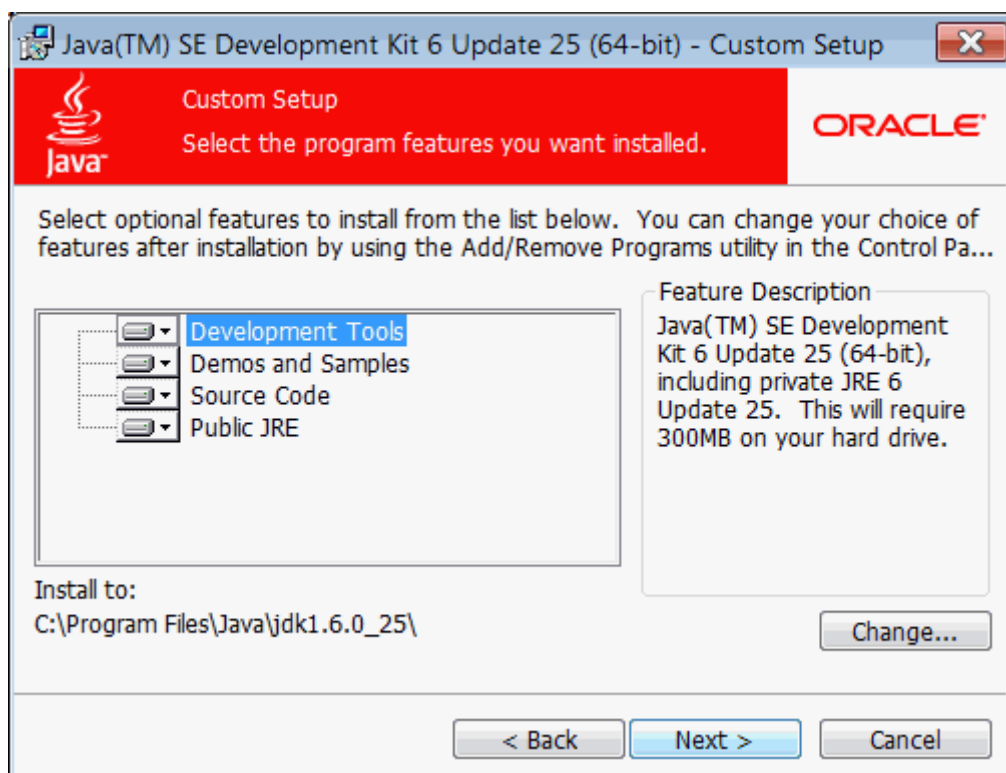 Java(TM) SE Development Kit 6 Update 25 (64-bit) - Custom Setup
Java™
Custom Setup
Select the program features you want installed.
ORACLE®
Select optional features to install from the list below. You can change your choice of
features after installation by using the Add/Remove Programs utility in the Control Pa...
Development Tools
Demos and Samples
Source Code
Public JRE
Feature Description
Java(TM) SE Development
Kit 6 Update 25 (64-bit),
including private JRE 6
Update 25. This will require
300MB on your hard drive.
Install to:
C:\Program Files\Java\jdk1.6.0_25\
Change...
< Back
Next >
Cancel